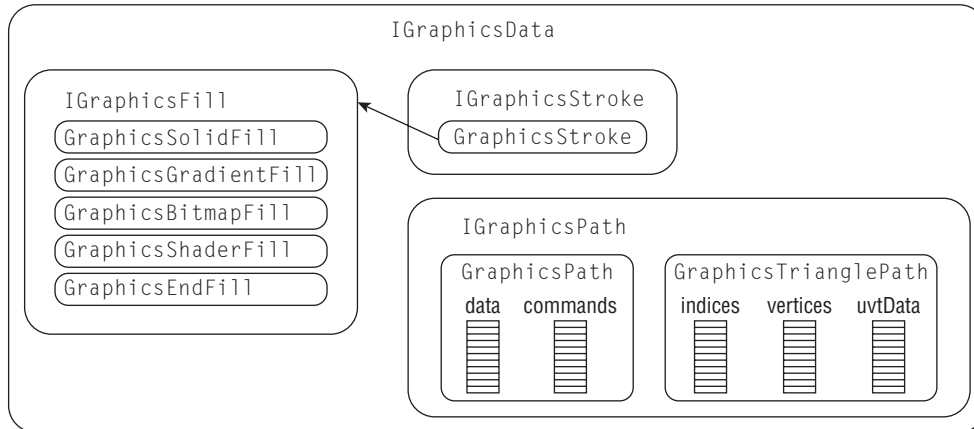 IGraphicsData
IGraphicsFill
GraphicsSolidFill
GraphicsGradientFill
GraphicsBitmapFill
GraphicsShaderFill
GraphicsEndFill
IGraphicsStroke
GraphicsStroke
IGraphicsPath
GraphicsPath
data commands
GraphicsTrianglePath
indices vertices uvtData